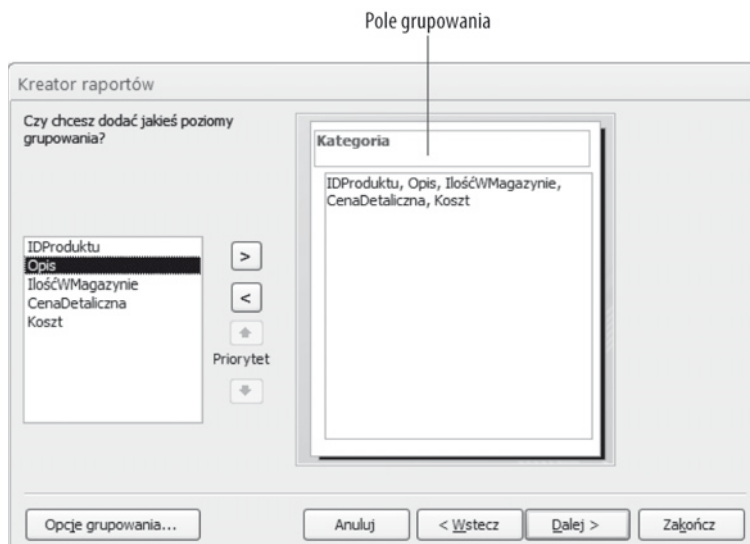 Pole grupowania
Kreator raportów
Czy chcesz dodać jakieś poziomy
grupowania?
IDProduktu
Opis
IlośćWMagazynie
CenaDetaliczna
Koszt
>
<
Priorytet
Kategoria
IDProduktu, Opis, IlośćWMagazynie,
CenaDetaliczna, Koszt
Opcje grupowania...
Anuluj
< Wstecz
Dalej >
Zakończ